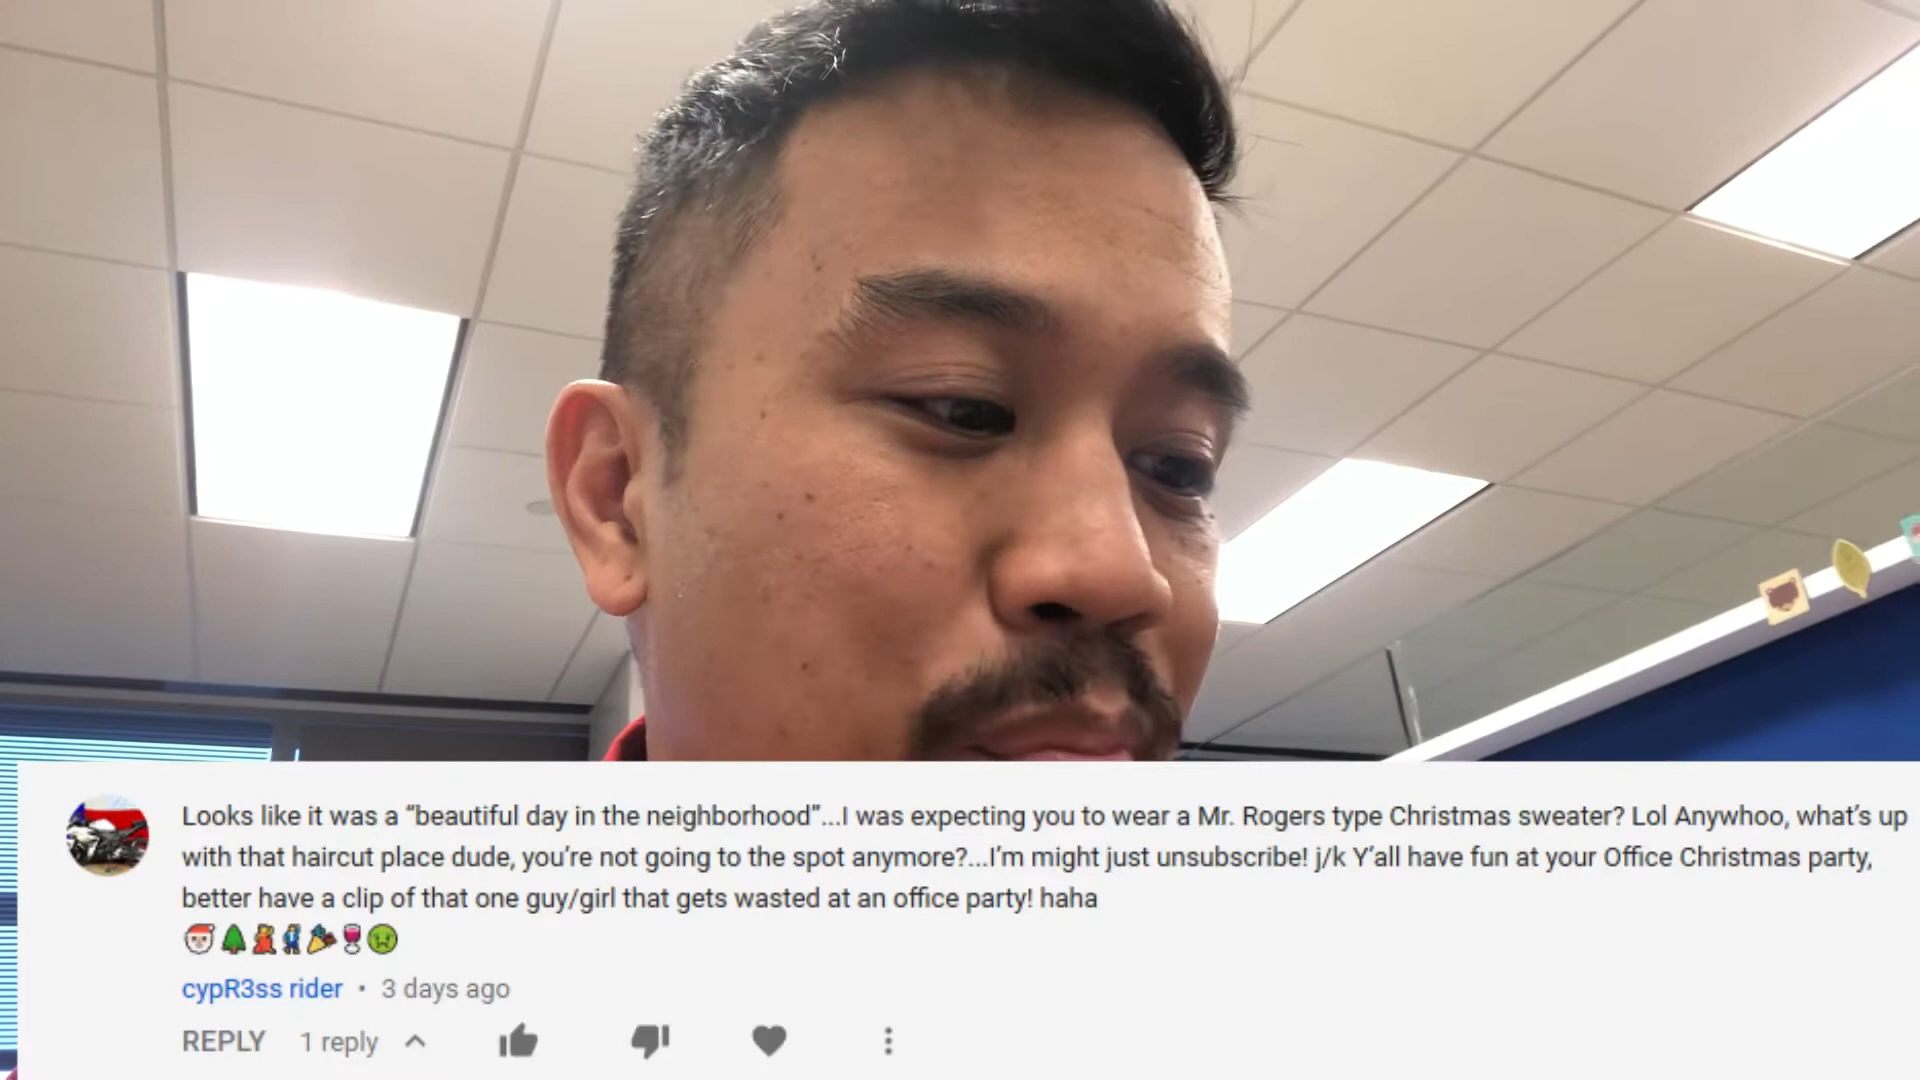 Looks like it was a “beautiful day in the neighborhood”...I was expecting you to wear a Mr. Rogers type Christmas sweater? Lol Anywhoo, what’s up
with that haircut place dude, you’re not going to the spot anymore?...I’m might just unsubscribe! j/k Y’all have fun at your Office Christmas party,
better have a clip of that one guy/girl that gets wasted at an office party! haha
🎅🌲💃🕺🎉🍷🤢
cypR3ss rider • 3 days ago
REPLY 1 reply